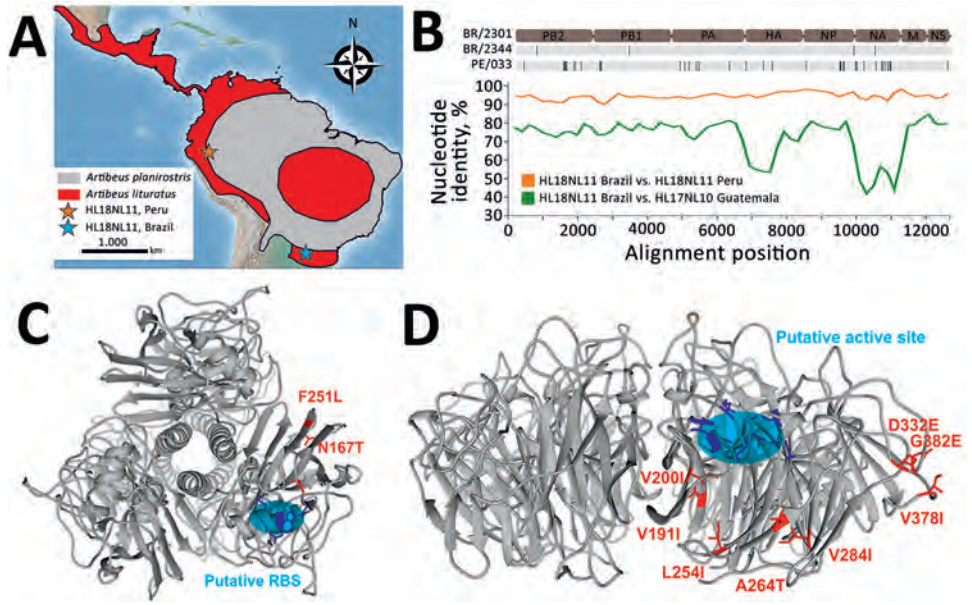 A
N
Artibeus planirostris
Artibeus lituratus
HL18NL11, Peru
HL18NL11, Brazil
1.000
km
B
BR/2301 PB2 PB1 PA HA NP NA M NS
BR/2344
PE/033
Nucleotide identity, %
100
90
80
70
60
50
40
30
HL18NL11 Brazil vs. HL18NL11 Peru
HL18NL11 Brazil vs. HL17NL10 Guatemala
0 2000 4000 6000 8000 10000 12000
Alignment position
C
F251L
N167T
Putative RBS
D
Putative active site
D332E
G382E
V200I
V378I
V191I
V284I
L254I
A264T